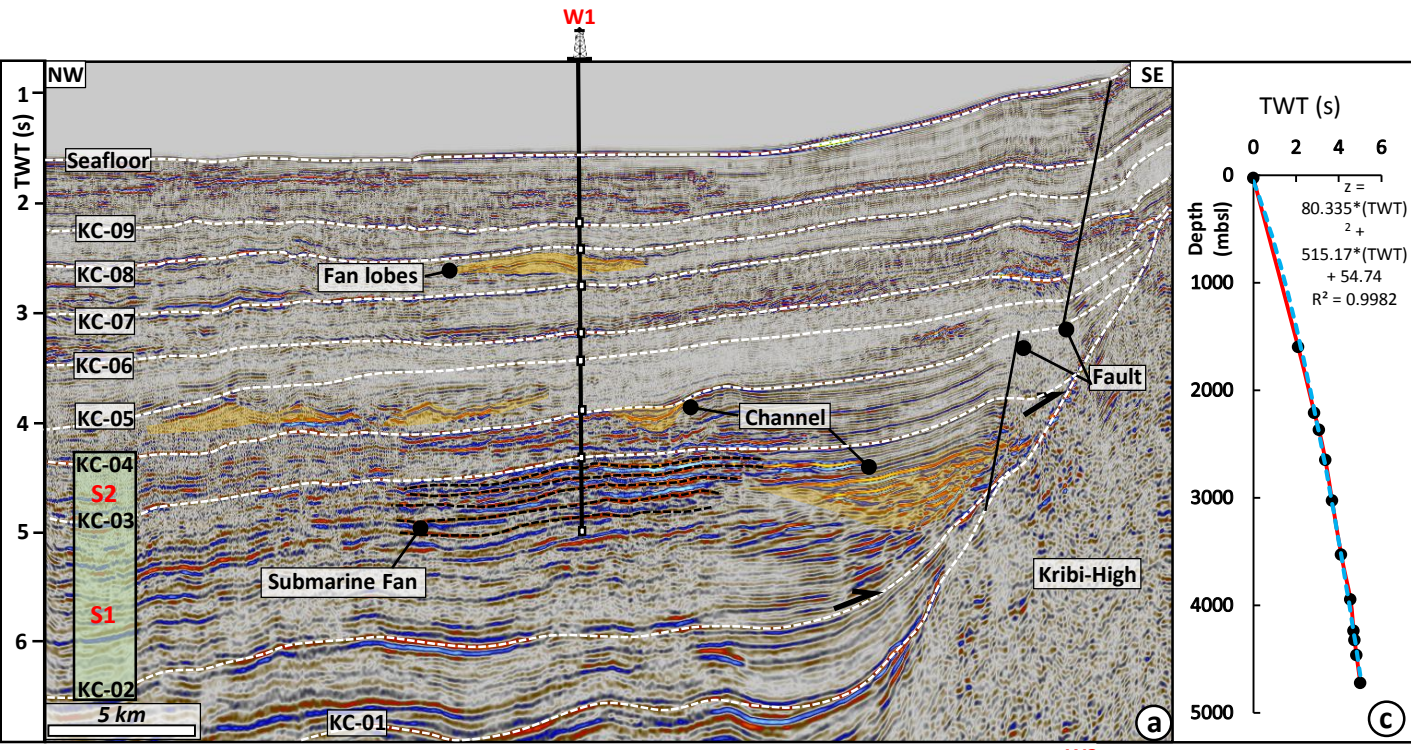 W1
NW
SE
TWT (s)
1
2
3
4
5
6
Seafloor
KC-09
KC-08
Fan lobes
KC-07
KC-06
Fault
KC-05
Channel
KC-04
S2
KC-03
Submarine Fan
Kribi-High
S1
KC-02
5 km
KC-01
a
TWT (s)
0 2 4 6
Depth
(mbsl)
0
1000
2000
3000
4000
5000
z =
80.335*(TWT)
2 +
515.17*(TWT)
+ 54.74
R² = 0.9982
c